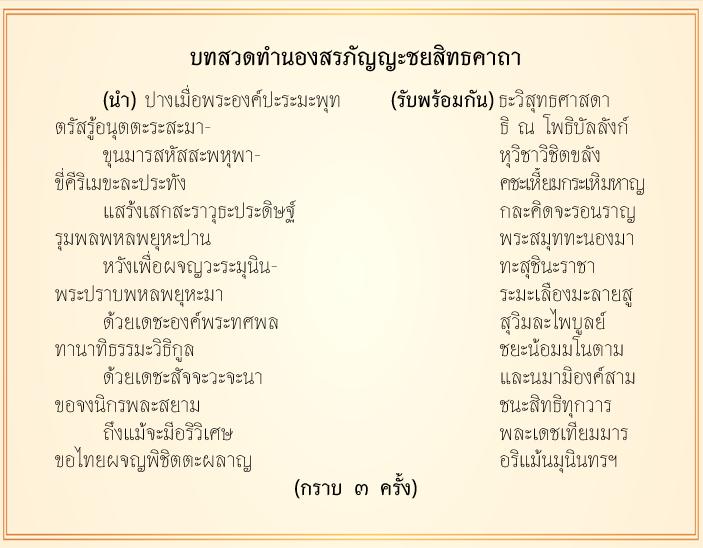 บทสวดทำนองสรภัญญะชยสิทธคาถา
(นำ) ปางเมื่อพระองค์ปะระมะพุท (รับพร้อมกัน) ธะวิสุทธศาสดา
ตรัสรู้อนุตตะระสะมา- ธิ ณ โพธิบัลลังก์
ขุนมารสหัสสะพหุพา- หุวิชาวิชิตขลัง
ขี่คีริเมขะละประทัง คชะเหี้ยมกระเหิมหาญ
แสร้งเสกสะราวุธะประดิษฐ์ กละคิดจะรอนราญ
รุมพลพหลพยุหะปาน พระสมุททะนองมา
หวังเพื่อผจญวะระมุนิน- ทะสุชินะราชา
พระปราบพหลพยุหะมา ระมะเลืองมะลายสู
ด้วยเดชะองค์พระทศพล สุวิมละไพบูลย์
ทานาทิธรรมะวิธิกูล ชยะน้อมมโนตาม
ด้วยเดชะสัจจะวะจะนา และนมามิองค์สาม
ขอจงนิกรพละสยาม ชนะสิทธิทุกวาร
ถึงแม้จะมีอริวิเศษ พละเดชเทียมมาร
ขอไทยผจญพิชิตตะผลาญ อริแม้นมุนินทรฯ
(กราบ ๓ ครั้ง)